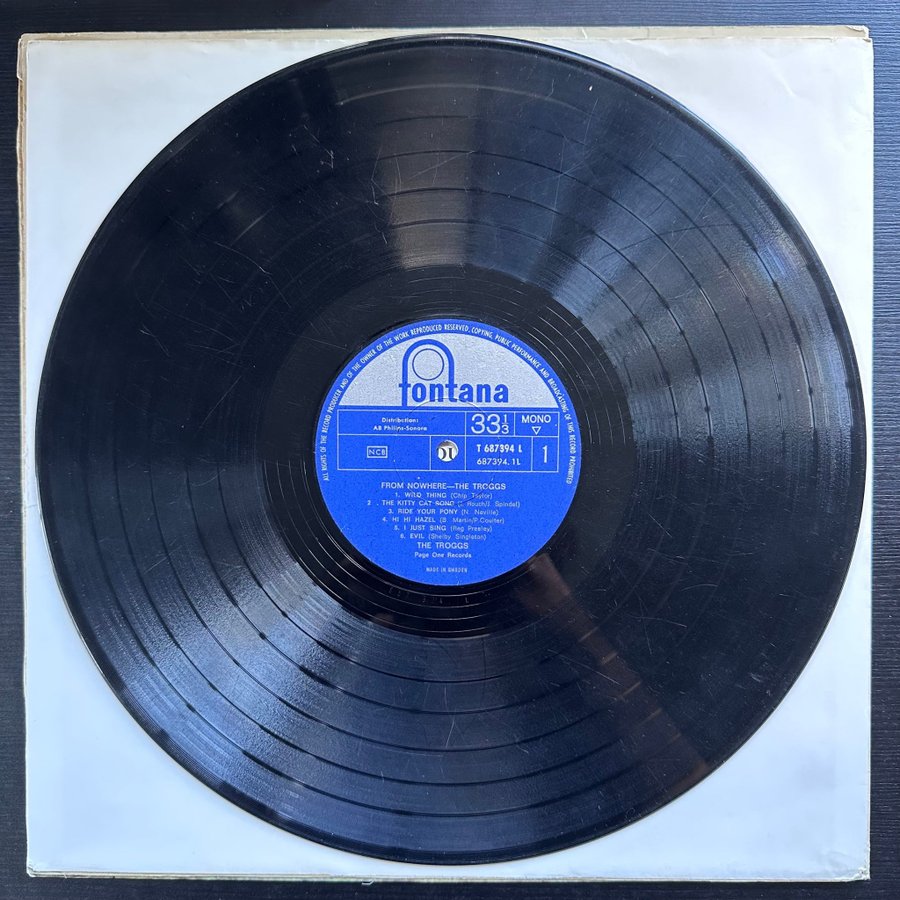 ALL RIGHTS OF THE RECORD PRODUCER AND OF THE OWNER OF THE WORK REPRODUCED RESERVED. COPYING, PUBLIC PERFORMANCE AND BROADCASTING OF THIS RECORD PROHIBITED
fontana
Distribution:
AB Philips-Sonora
33 1/3
MONO
▽
NCB
T 687394 L
687394.1L
1
FROM NOWHERE—THE TROGGS
1. WILD THING (Chip Taylor)
2. THE KITTY CAT SONG (J. Roach/J. Spindel)
3. RIDE YOUR PONY (N. Neville)
4. HI HI HAZEL (B. Martin/P. Coulter)
5. I JUST SING (Reg Presley)
6. EVIL (Shelby Singleton)
THE TROGGS
Page One Records
MADE IN SWEDEN